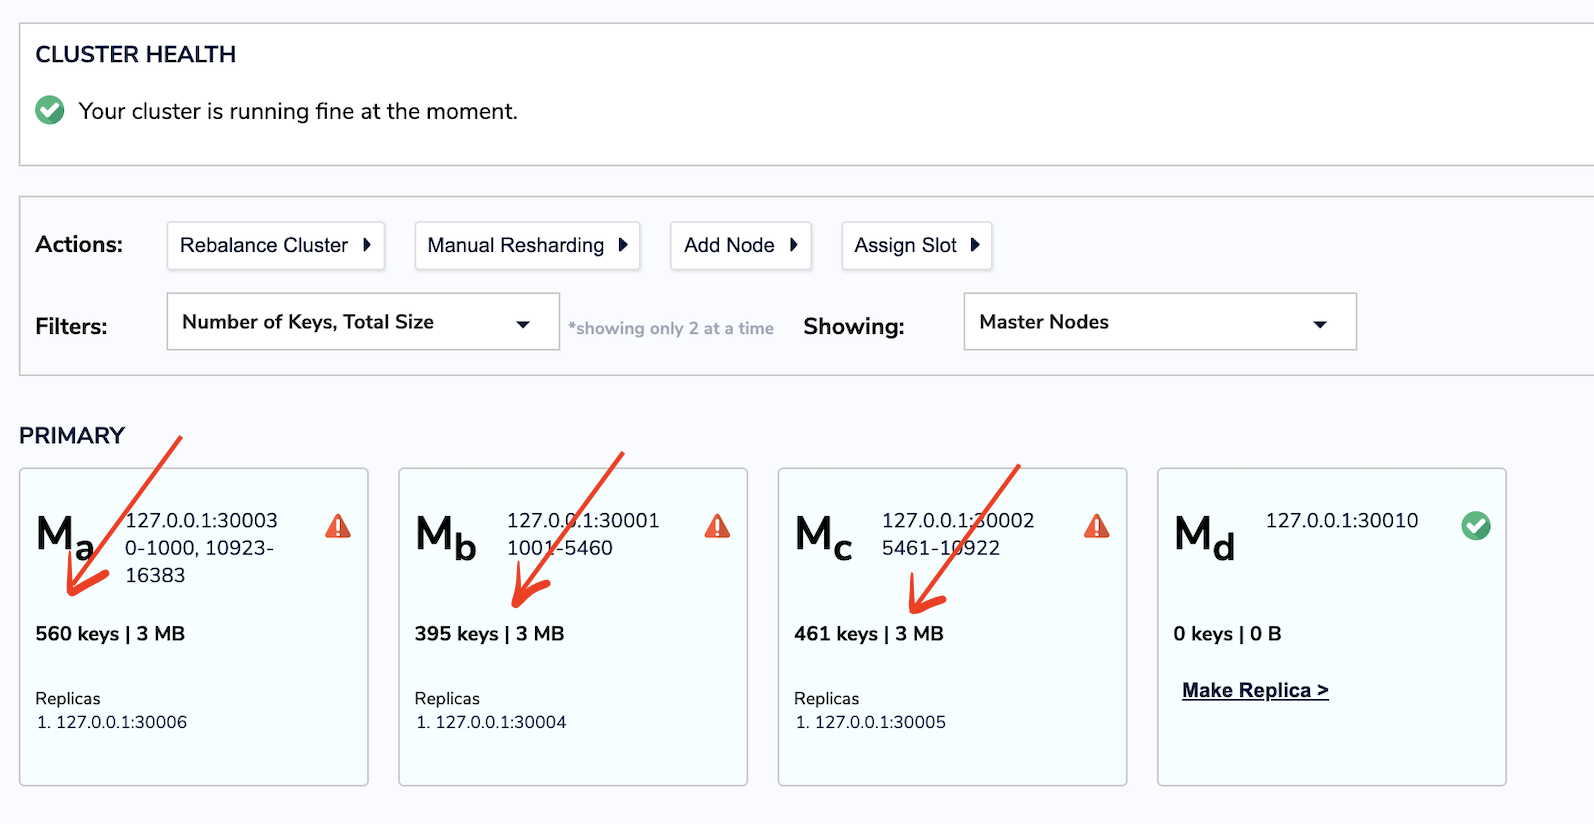 CLUSTER HEALTH
Your cluster is running fine at the moment.
Actions: Rebalance Cluster Manual Resharding Add Node Assign Slot
Filters: Number of Keys, Total Size *showing only 2 at a time Showing: Master Nodes
PRIMARY
Ma 127.0.0.1:30003
0-1000, 10923-
16383
560 keys | 3 MB
Replicas
1. 127.0.0.1:30006
Mb 127.0.0.1:30001
1001-5460
395 keys | 3 MB
Replicas
1. 127.0.0.1:30004
Mc 127.0.0.1:30002
5461-10922
461 keys | 3 MB
Replicas
1. 127.0.0.1:30005
Md 127.0.0.1:30010
0 keys | 0 B
Make Replica >